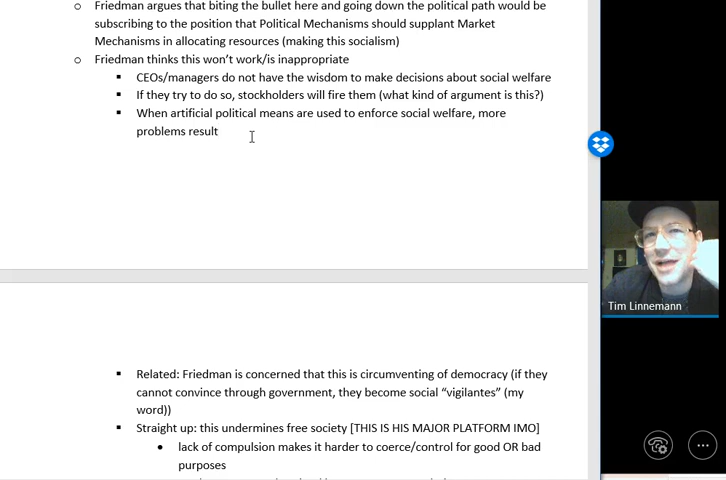 o Friedman argues that biting the bullet here and going down the political path would be
subscribing to the position that Political Mechanisms should supplant Market
Mechanisms in allocating resources (making this socialism)
o Friedman thinks this won't work/is inappropriate
▪ CEOs/managers do not have the wisdom to make decisions about social welfare
▪ If they try to do so, stockholders will fire them (what kind of argument is this?)
▪ When artificial political means are used to enforce social welfare, more
problems result
Tim Linnemann
▪ Related: Friedman is concerned that this is circumventing of democracy (if they
cannot convince through government, they become social “vigilantes” (my
word))
▪ Straight up: this undermines free society [THIS IS HIS MAJOR PLATFORM IMO]
• lack of compulsion makes it harder to coerce/control for good OR bad
purposes